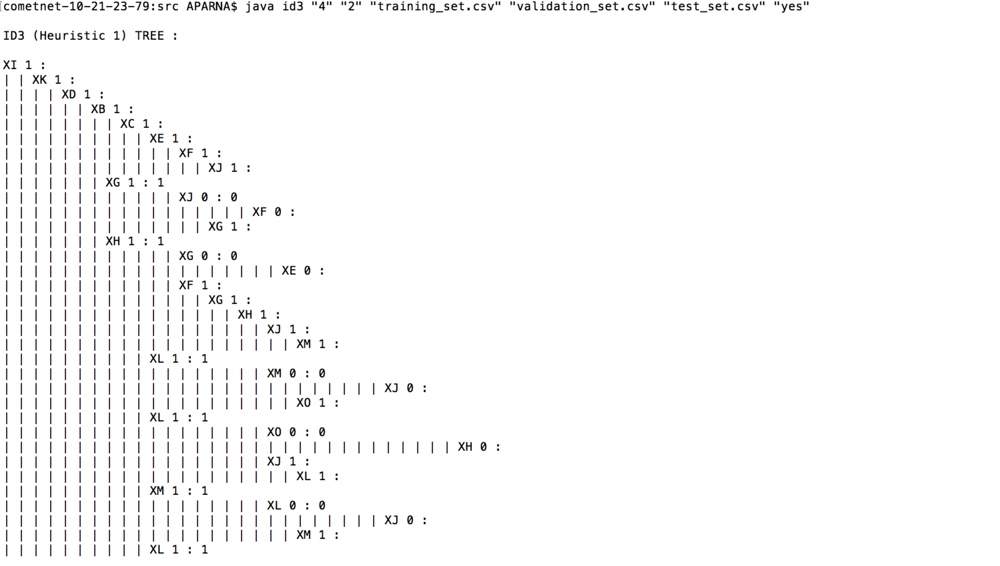 cometnet-10-21-23-79:src APARNA$ java id3 "4" "2" "training_set.csv" "validation_set.csv" "test_set.csv" "yes"
ID3 (Heuristic 1) TREE :
XI 1 :
| | XK 1 :
| | | | XD 1 :
| | | | | | XB 1 :
| | | | | | | | XC 1 :
| | | | | | | | | | XE 1 :
| | | | | | | | | | | | XF 1 :
| | | | | | | | | | | | | | XJ 1 :
| | | | | | | XG 1 : 1
| | | | | | | | | | | | XJ 0 : 0
| | | | | | | | | | | | | | | | | XF 0 :
| | | | | | | | | | | | | | XG 1 :
| | | | | | | XH 1 : 1
| | | | | | | | | | | | XG 0 : 0
| | | | | | | | | | | | | | | | | | | XE 0 :
| | | | | | | | | | | | XF 1 :
| | | | | | | | | | | | | | XG 1 :
| | | | | | | | | | | | | | | | XH 1 :
| | | | | | | | | | | | | | | | | | XJ 1 :
| | | | | | | | | | | | | | | | | | | | XM 1 :
| | | | | | | | | | XL 1 : 1
| | | | | | | | | | | | | | | | | | XM 0 : 0
| | | | | | | | | | | | | | | | | | | | | | | | | | XJ 0 :
| | | | | | | | | | | | | | | | | | | | XO 1 :
| | | | | | | | | | XL 1 : 1
| | | | | | | | | | | | | | | | | | XO 0 : 0
| | | | | | | | | | | | | | | | | | | | | | | | | | | | | | | XH 0 :
| | | | | | | | | | | | | | | | | | XJ 1 :
| | | | | | | | | | | | | | | | | | | | XL 1 :
| | | | | | | | | | XM 1 : 1
| | | | | | | | | | | | | | | | | | XL 0 : 0
| | | | | | | | | | | | | | | | | | | | | | | | | | XJ 0 :
| | | | | | | | | | | | | | | | | | | | XM 1 :
| | | | | | | | | | XL 1 : 1